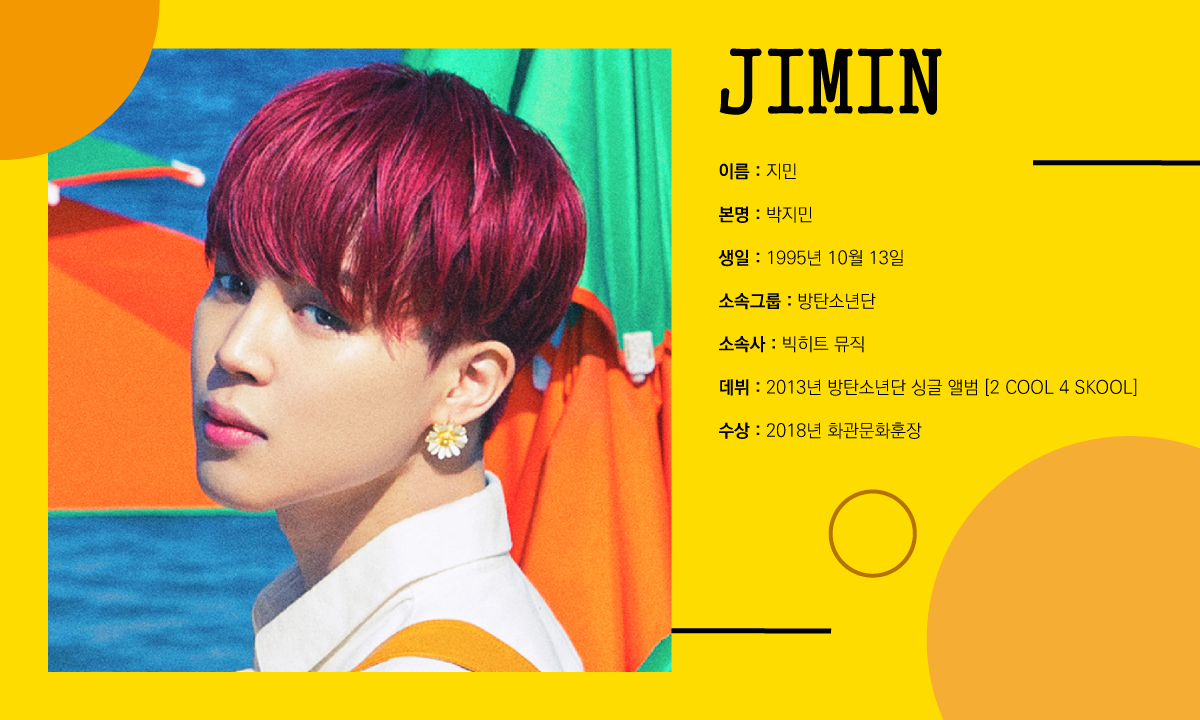 JIMIN
이름 : 지민
본명 : 박지민
생일 : 1995년 10월 13일
소속그룹 : 방탄소년단
소속사 : 빅히트 뮤직
데뷔 : 2013년 방탄소년단 싱글 앨범 [2 COOL 4 SKOOL]
수상 : 2018년 화관문화훈장